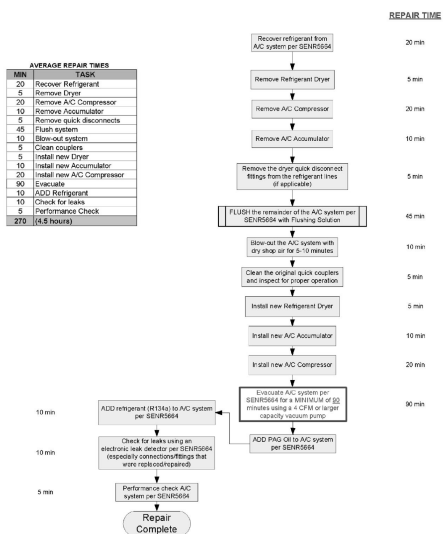 REPAIR TIME
AVERAGE REPAIR TIMES
MIN TASK
20 Recover Refrigerant
5 Remove Dryer
20 Remove A/C Compressor
10 Remove Accumulator
5 Remove quick disconnects
45 Flush system
10 Blow-out system
5 Clean couplers
5 Install new Dryer
10 Install new Accumulator
20 Install new A/C Compressor
90 Evacuate
10 ADD Refrigerant
10 Check for leaks
5 Performance Check
270 (4.5 hours)
Recover refrigerant from
A/C system per SENR5664
20 min
Remove Refrigerant Dryer
5 min
Remove A/C Compressor
20 min
Remove A/C Accumulator
10 min
Remove the dryer quick disconnect
fittings from the refrigerant lines
(if applicable)
5 min
FLUSH the remainder of the A/C system per
SENR5664 with Flushing Solution
45 min
Blow-out the A/C system with
dry shop air for 5-10 minutes
10 min
Clean the original quick couplers
and inspect for proper operation
5 min
Install new Refrigerant Dryer
5 min
Install new A/C Accumulator
10 min
Install new A/C Compressor
20 min
Evacuate A/C system per
SENR5664 for a MINIMUM of 90
minutes using a 4 CFM or larger
capacity vacuum pump
90 min
ADD PAG Oil to A/C system
per SENR5664
10 min
ADD refrigerant (R134a) to A/C system
per SENR5664
10 min
Check for leaks using an
electronic leak detector per SENR5664
(especially connections/fittings that
were replaced/repaired)
5 min
Performance check A/C
system per SENR5664
Repair
Complete